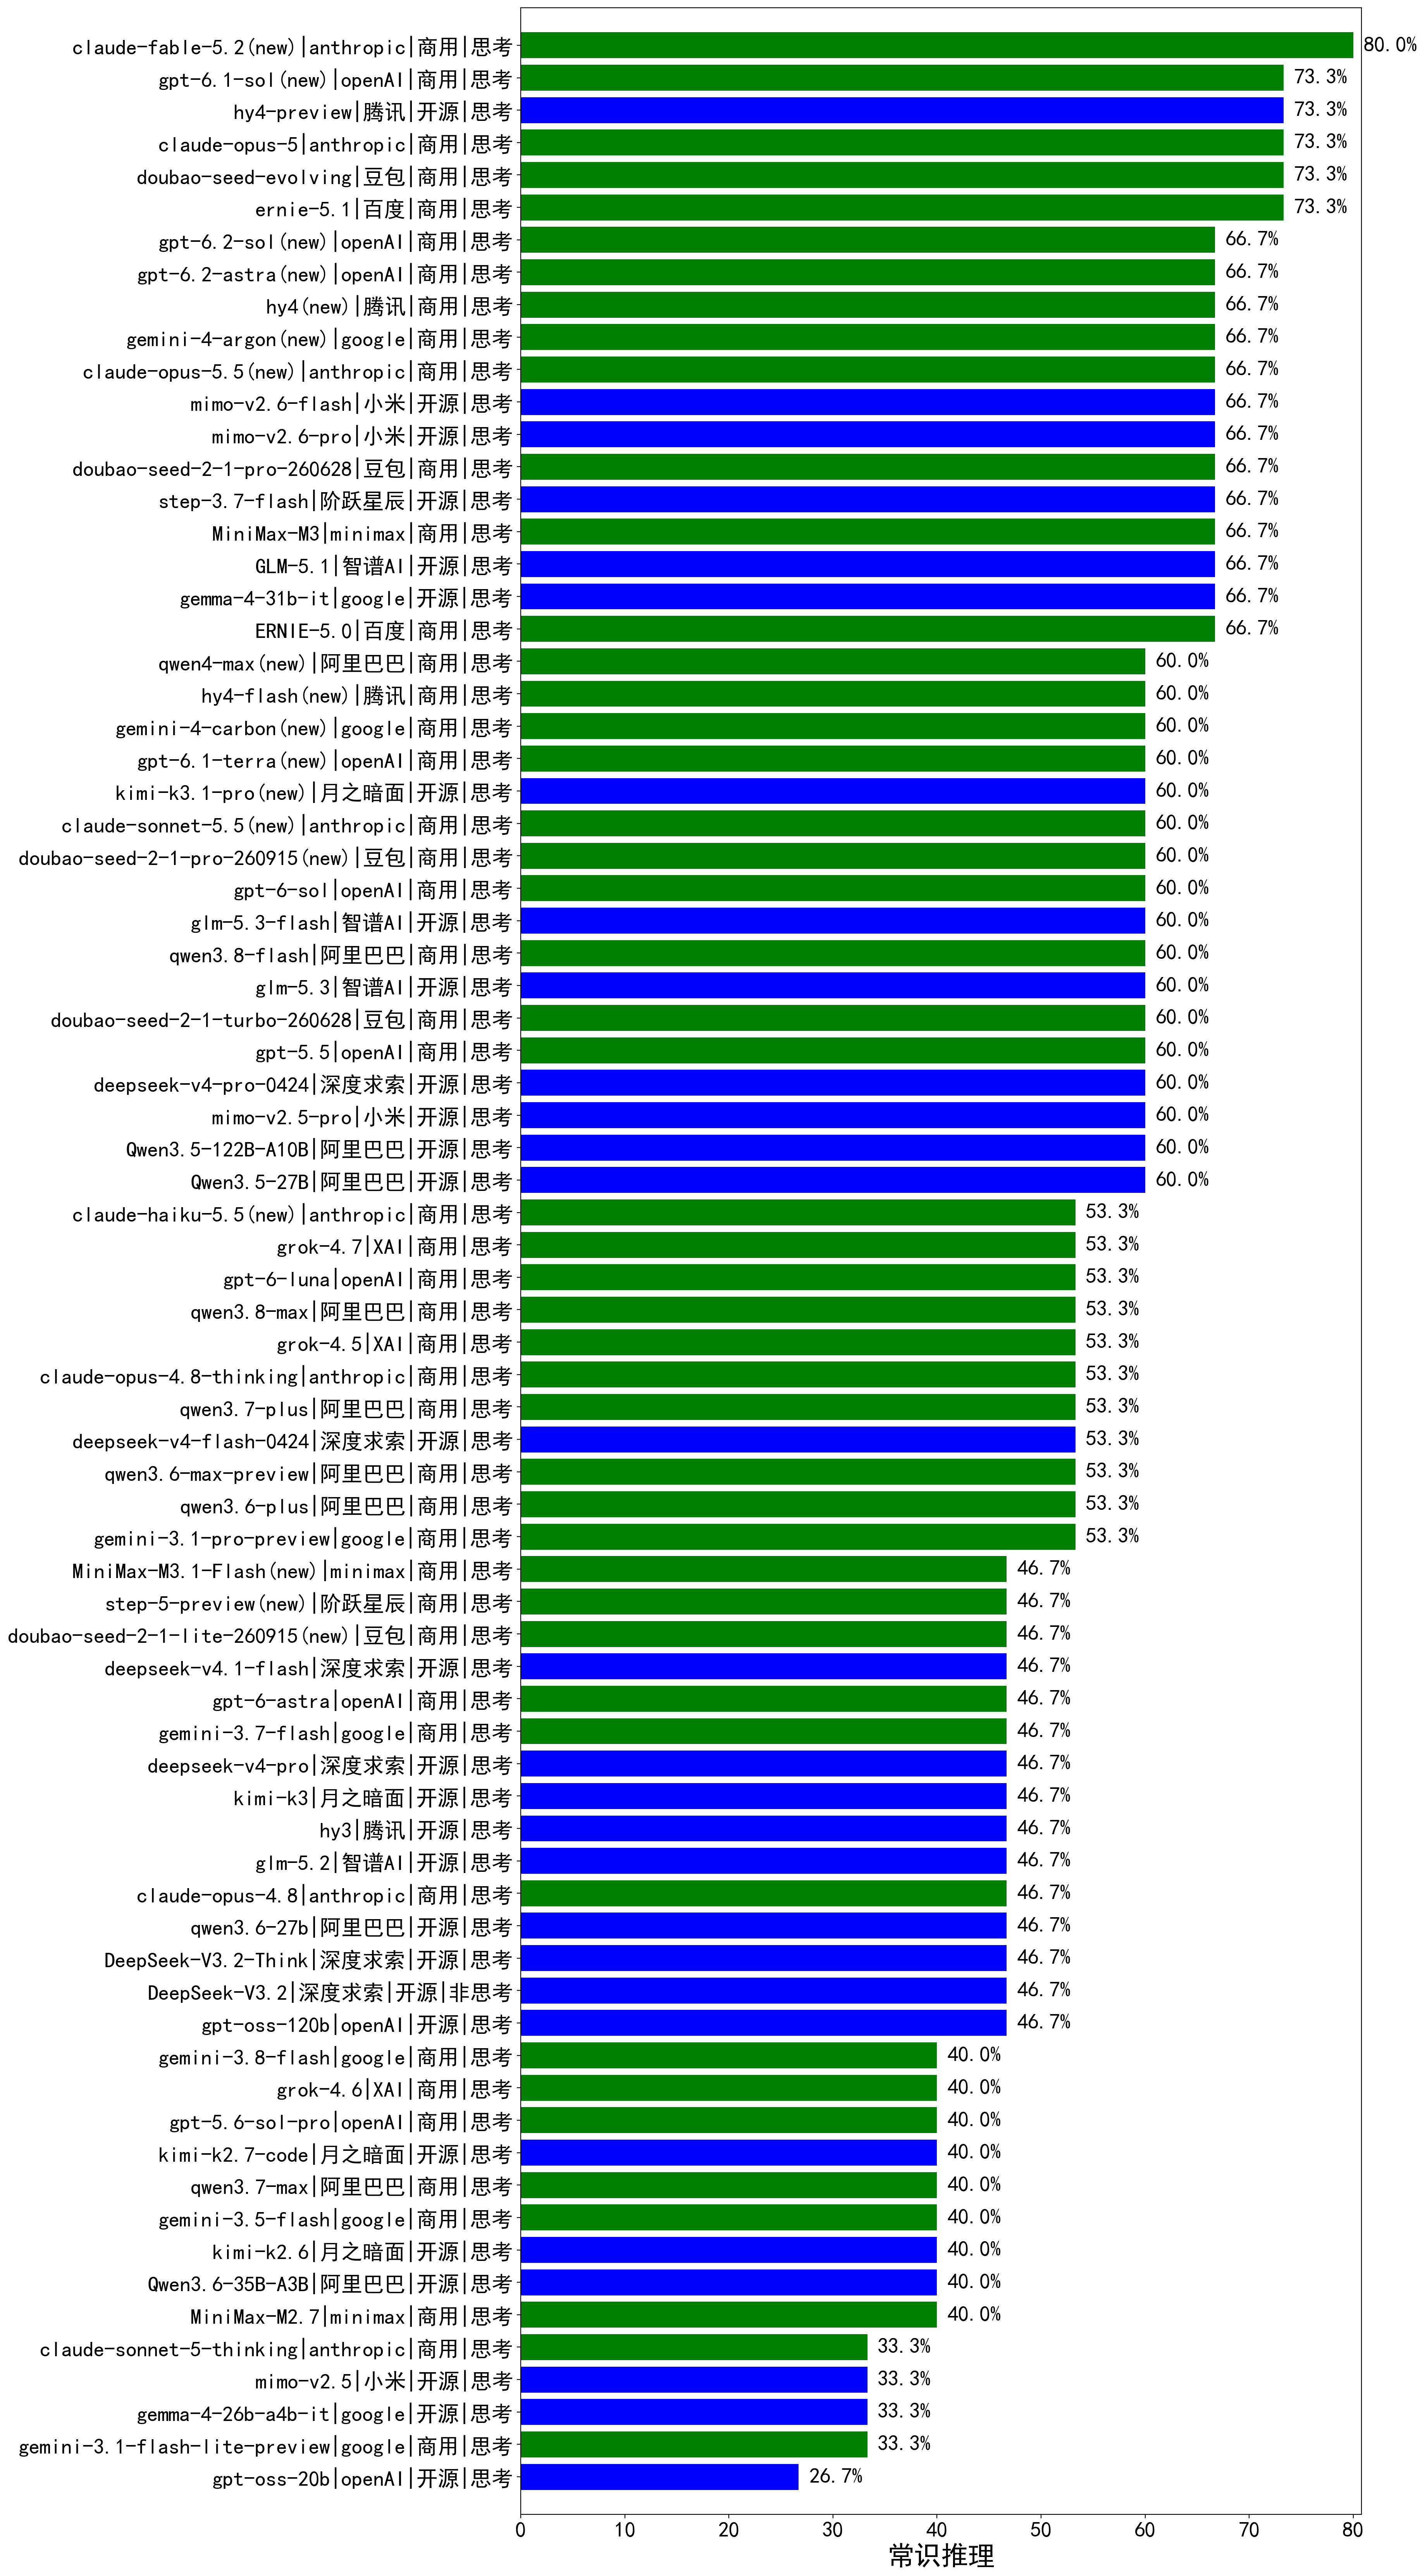 claude-fable-5.2(new)|anthropic|商用|思考 80.0%
gpt-6.1-sol(new)|openAI|商用|思考 73.3%
hy4-preview|腾讯|开源|思考 73.3%
claude-opus-5|anthropic|商用|思考 73.3%
doubao-seed-evolving|豆包|商用|思考 73.3%
ernie-5.1|百度|商用|思考 73.3%
gpt-6.2-sol(new)|openAI|商用|思考 66.7%
gpt-6.2-astra(new)|openAI|商用|思考 66.7%
hy4(new)|腾讯|商用|思考 66.7%
gemini-4-argon(new)|google|商用|思考 66.7%
claude-opus-5.5(new)|anthropic|商用|思考 66.7%
mimo-v2.6-flash|小米|开源|思考 66.7%
mimo-v2.6-pro|小米|开源|思考 66.7%
doubao-seed-2-1-pro-260628|豆包|商用|思考 66.7%
step-3.7-flash|阶跃星辰|开源|思考 66.7%
MiniMax-M3|minimax|商用|思考 66.7%
GLM-5.1|智谱AI|开源|思考 66.7%
gemma-4-31b-it|google|开源|思考 66.7%
ERNIE-5.0|百度|商用|思考 66.7%
qwen4-max(new)|阿里巴巴|商用|思考 60.0%
hy4-flash(new)|腾讯|商用|思考 60.0%
gemini-4-carbon(new)|google|商用|思考 60.0%
gpt-6.1-terra(new)|openAI|商用|思考 60.0%
kimi-k3.1-pro(new)|月之暗面|开源|思考 60.0%
claude-sonnet-5.5(new)|anthropic|商用|思考 60.0%
doubao-seed-2-1-pro-260915(new)|豆包|商用|思考 60.0%
gpt-6-sol|openAI|商用|思考 60.0%
glm-5.3-flash|智谱AI|开源|思考 60.0%
qwen3.8-flash|阿里巴巴|商用|思考 60.0%
glm-5.3|智谱AI|开源|思考 60.0%
doubao-seed-2-1-turbo-260628|豆包|商用|思考 60.0%
gpt-5.5|openAI|商用|思考 60.0%
deepseek-v4-pro-0424|深度求索|开源|思考 60.0%
mimo-v2.5-pro|小米|开源|思考 60.0%
Qwen3.5-122B-A10B|阿里巴巴|开源|思考 60.0%
Qwen3.5-27B|阿里巴巴|开源|思考 60.0%
claude-haiku-5.5(new)|anthropic|商用|思考 53.3%
grok-4.7|XAI|商用|思考 53.3%
gpt-6-luna|openAI|商用|思考 53.3%
qwen3.8-max|阿里巴巴|商用|思考 53.3%
grok-4.5|XAI|商用|思考 53.3%
claude-opus-4.8-thinking|anthropic|商用|思考 53.3%
qwen3.7-plus|阿里巴巴|商用|思考 53.3%
deepseek-v4-flash-0424|深度求索|开源|思考 53.3%
qwen3.6-max-preview|阿里巴巴|商用|思考 53.3%
qwen3.6-plus|阿里巴巴|商用|思考 53.3%
gemini-3.1-pro-preview|google|商用|思考 53.3%
MiniMax-M3.1-Flash(new)|minimax|商用|思考 46.7%
step-5-preview(new)|阶跃星辰|商用|思考 46.7%
doubao-seed-2-1-lite-260915(new)|豆包|商用|思考 46.7%
deepseek-v4.1-flash|深度求索|开源|思考 46.7%
gpt-6-astra|openAI|商用|思考 46.7%
gemini-3.7-flash|google|商用|思考 46.7%
deepseek-v4-pro|深度求索|开源|思考 46.7%
kimi-k3|月之暗面|开源|思考 46.7%
hy3|腾讯|开源|思考 46.7%
glm-5.2|智谱AI|开源|思考 46.7%
claude-opus-4.8|anthropic|商用|思考 46.7%
qwen3.6-27b|阿里巴巴|开源|思考 46.7%
DeepSeek-V3.2-Think|深度求索|开源|思考 46.7%
DeepSeek-V3.2|深度求索|开源|非思考 46.7%
gpt-oss-120b|openAI|开源|思考 46.7%
gemini-3.8-flash|google|商用|思考 40.0%
grok-4.6|XAI|商用|思考 40.0%
gpt-5.6-sol-pro|openAI|商用|思考 40.0%
kimi-k2.7-code|月之暗面|开源|思考 40.0%
qwen3.7-max|阿里巴巴|商用|思考 40.0%
gemini-3.5-flash|google|商用|思考 40.0%
kimi-k2.6|月之暗面|开源|思考 40.0%
Qwen3.6-35B-A3B|阿里巴巴|开源|思考 40.0%
MiniMax-M2.7|minimax|商用|思考 40.0%
claude-sonnet-5-thinking|anthropic|商用|思考 33.3%
mimo-v2.5|小米|开源|思考 33.3%
gemma-4-26b-a4b-it|google|开源|思考 33.3%
gemini-3.1-flash-lite-preview|google|商用|思考 33.3%
gpt-oss-20b|openAI|开源|思考 26.7%
0 10 20 30 40 50 60 70 80
常识推理